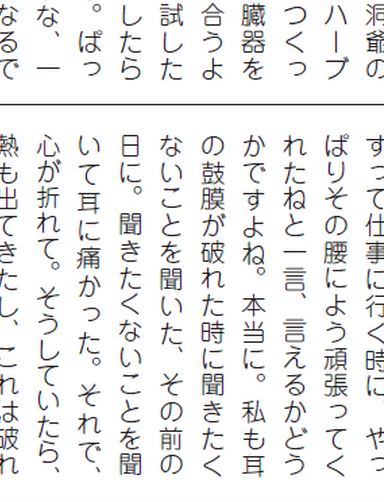 洞爺の
ハーブ
つくっ
臓器を
合うよ
試した
したら
。ぱっ
な、一
なるで
すって仕事に行く時に、やっ
ぱりその腰によう頑張ってく
れたねと一言、言えるかどう
かですよね。本当に。私も耳
の鼓膜が破れた時に聞きたく
ないことを聞いた、その前の
日に。聞きたくないことを聞
いて耳に痛かった。それで、
心が折れて。そうしていたら、
熱も出てきたし、これは破れ